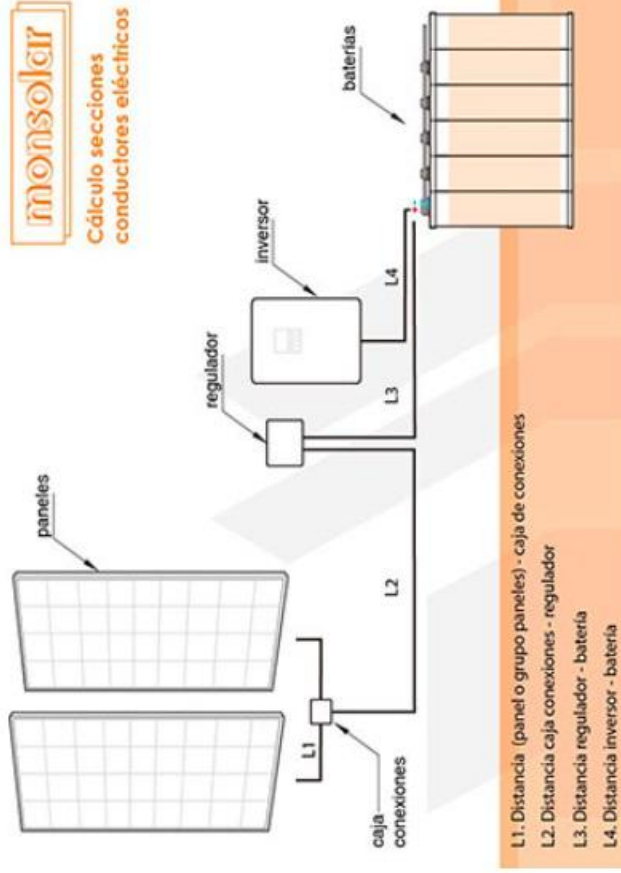 monsolar
Cálculo secciones
conductores eléctricos
paneles
regulador
inversor
baterias
L1
L2
L3
L4
caja
conexiones
L1. Distancia (panel o grupo paneles) - caja de conexiones
L2. Distancia caja conexiones - regulador
L3. Distancia regulador - batería
L4. Distancia inversor - batería